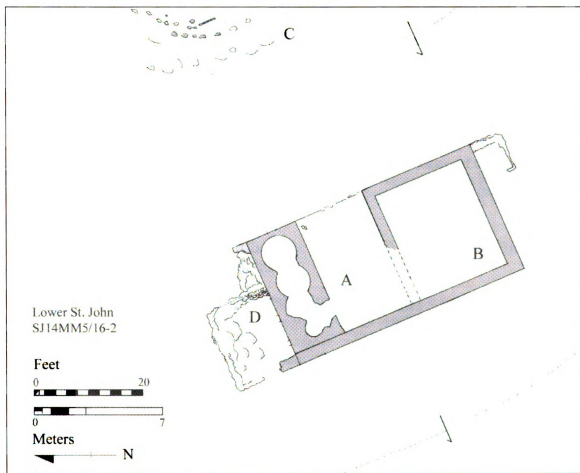 C
B
A
D
Lower St. John
SJ14MM5/16-2
Feet
0 20
0 7
Meters
N